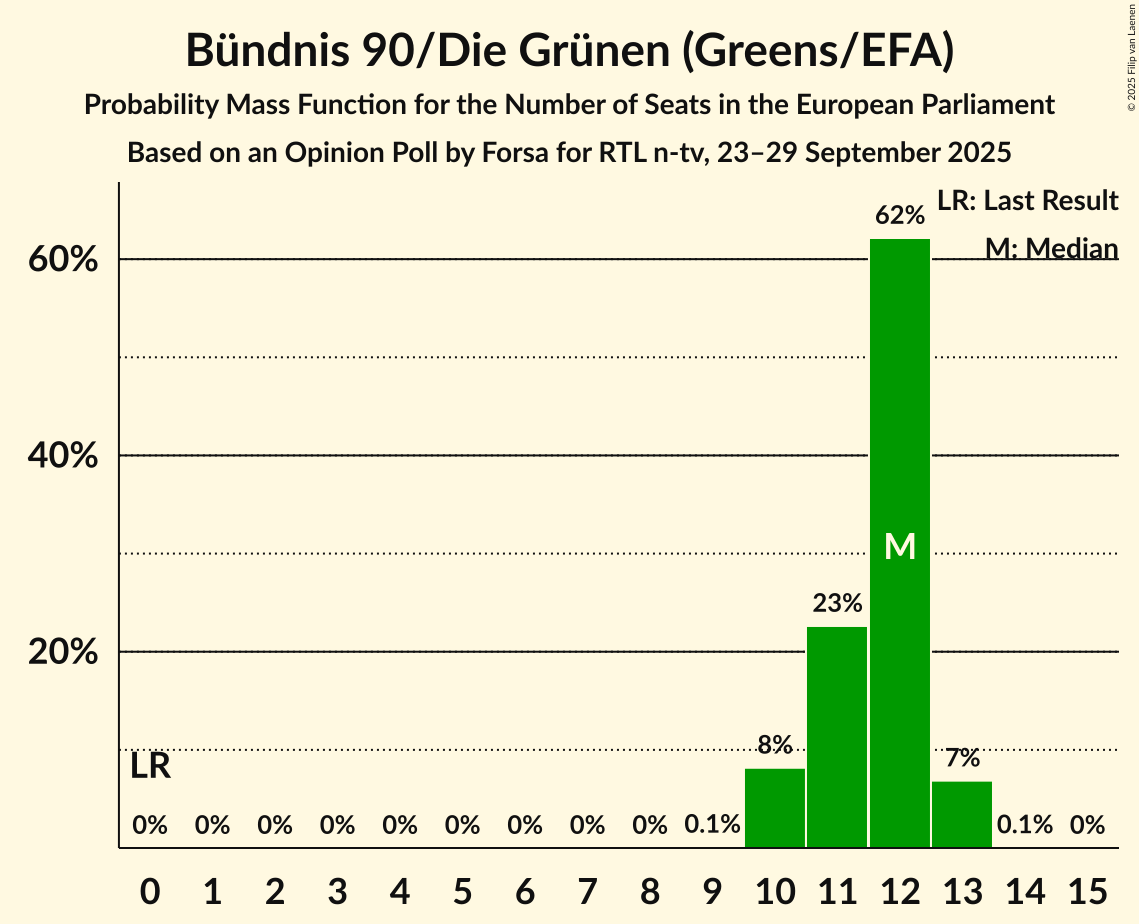 Bündnis 90/Die Grünen (Greens/EFA)
Probability Mass Function for the Number of Seats in the European Parliament
Based on an Opinion Poll by Forsa for RTL n-tv, 23–29 September 2025
© 2025 Filip van Laenen
LR: Last Result
M: Median
60%
40%
20%
62%
M
23%
8%
7%
LR
0% 0% 0% 0% 0% 0% 0% 0% 0% 0.1% 0.1% 0%
0 1 2 3 4 5 6 7 8 9 10 11 12 13 14 15